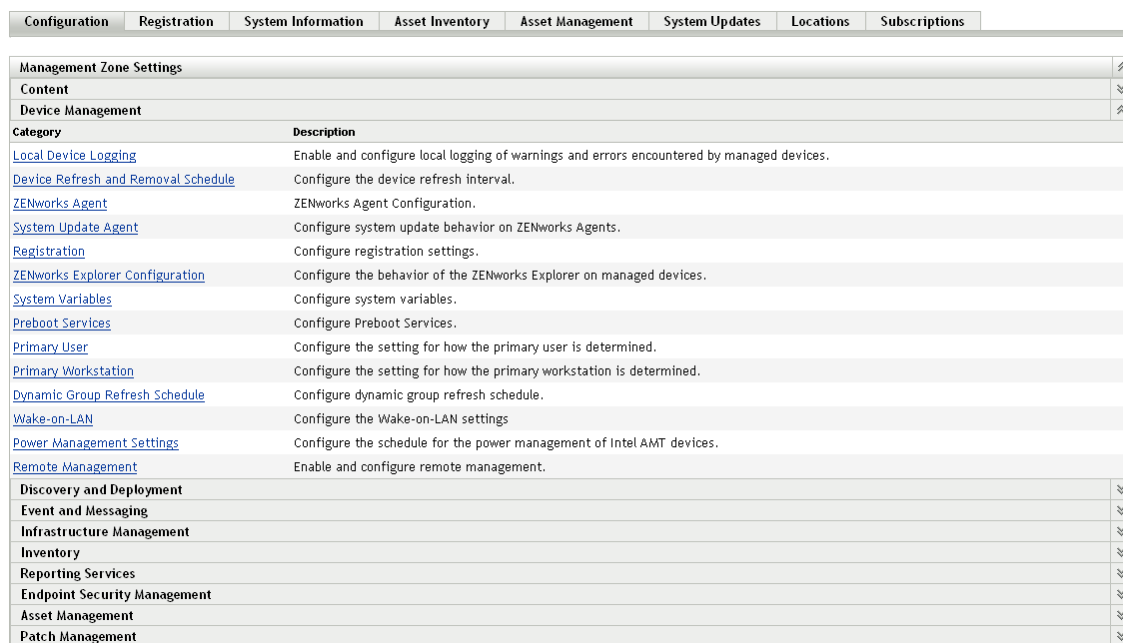 Configuration Registration System Information Asset Inventory Asset Management System Updates Locations Subscriptions
Management Zone Settings
Content
Device Management
Category Description
Local Device Logging Enable and configure local logging of warnings and errors encountered by managed devices.
Device Refresh and Removal Schedule Configure the device refresh interval.
ZENworks Agent ZENworks Agent Configuration.
System Update Agent Configure system update behavior on ZENworks Agents.
Registration Configure registration settings.
ZENworks Explorer Configuration Configure the behavior of the ZENworks Explorer on managed devices.
System Variables Configure system variables.
Preboot Services Configure Preboot Services.
Primary User Configure the setting for how the primary user is determined.
Primary Workstation Configure the setting for how the primary workstation is determined.
Dynamic Group Refresh Schedule Configure dynamic group refresh schedule.
Wake-on-LAN Configure the Wake-on-LAN settings
Power Management Settings Configure the schedule for the power management of Intel AMT devices.
Remote Management Enable and configure remote management.
Discovery and Deployment
Event and Messaging
Infrastructure Management
Inventory
Reporting Services
Endpoint Security Management
Asset Management
Patch Management